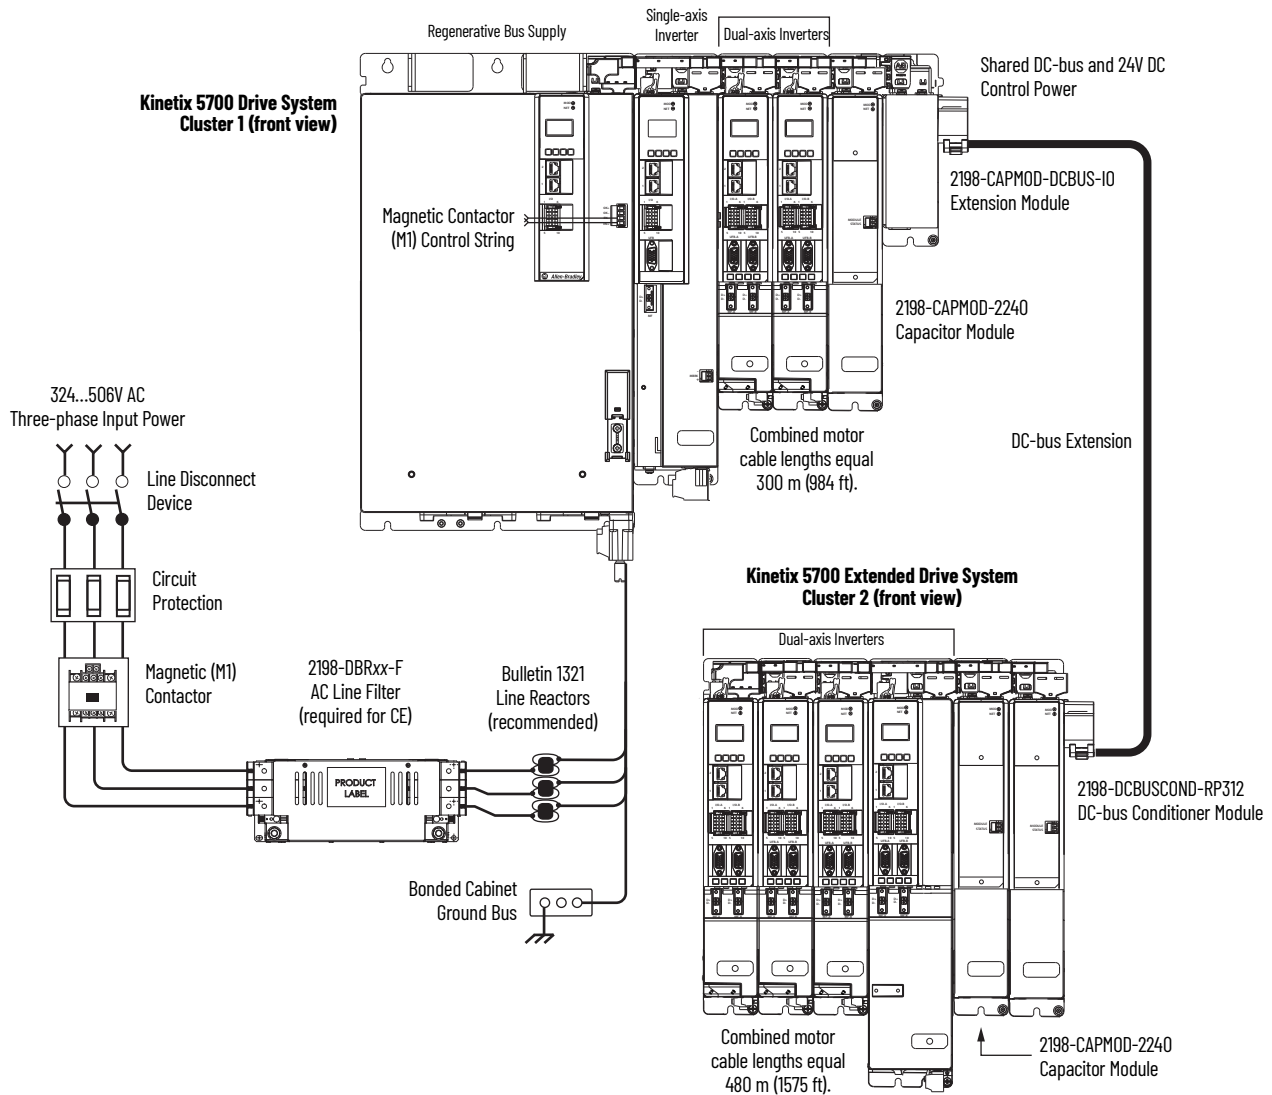 Regenerative Bus Supply
Single-axis
Inverter
Dual-axis Inverters
Shared DC-bus and 24V DC
Control Power
Kinetix 5700 Drive System
Cluster 1 (front view)
2198-CAPMOD-DCBUS-IO
Extension Module
Magnetic Contactor
(M1) Control String
Allen-Bradley
2198-CAPMOD-2240
Capacitor Module
324...506V AC
Three-phase Input Power
Combined motor
cable lengths equal
300 m (984 ft).
DC-bus Extension
Line Disconnect
Device
Circuit
Protection
Kinetix 5700 Extended Drive System
Cluster 2 (front view)
Dual-axis Inverters
Magnetic (M1)
Contactor
2198-DBRxx-F
AC Line Filter
(required for CE)
Bulletin 1321
Line Reactors
(recommended)
PRODUCT
LABEL
2198-DCBUSCOND-RP312
DC-bus Conditioner Module
Bonded Cabinet
Ground Bus
Combined motor
cable lengths equal
480 m (1575 ft).
2198-CAPMOD-2240
Capacitor Module